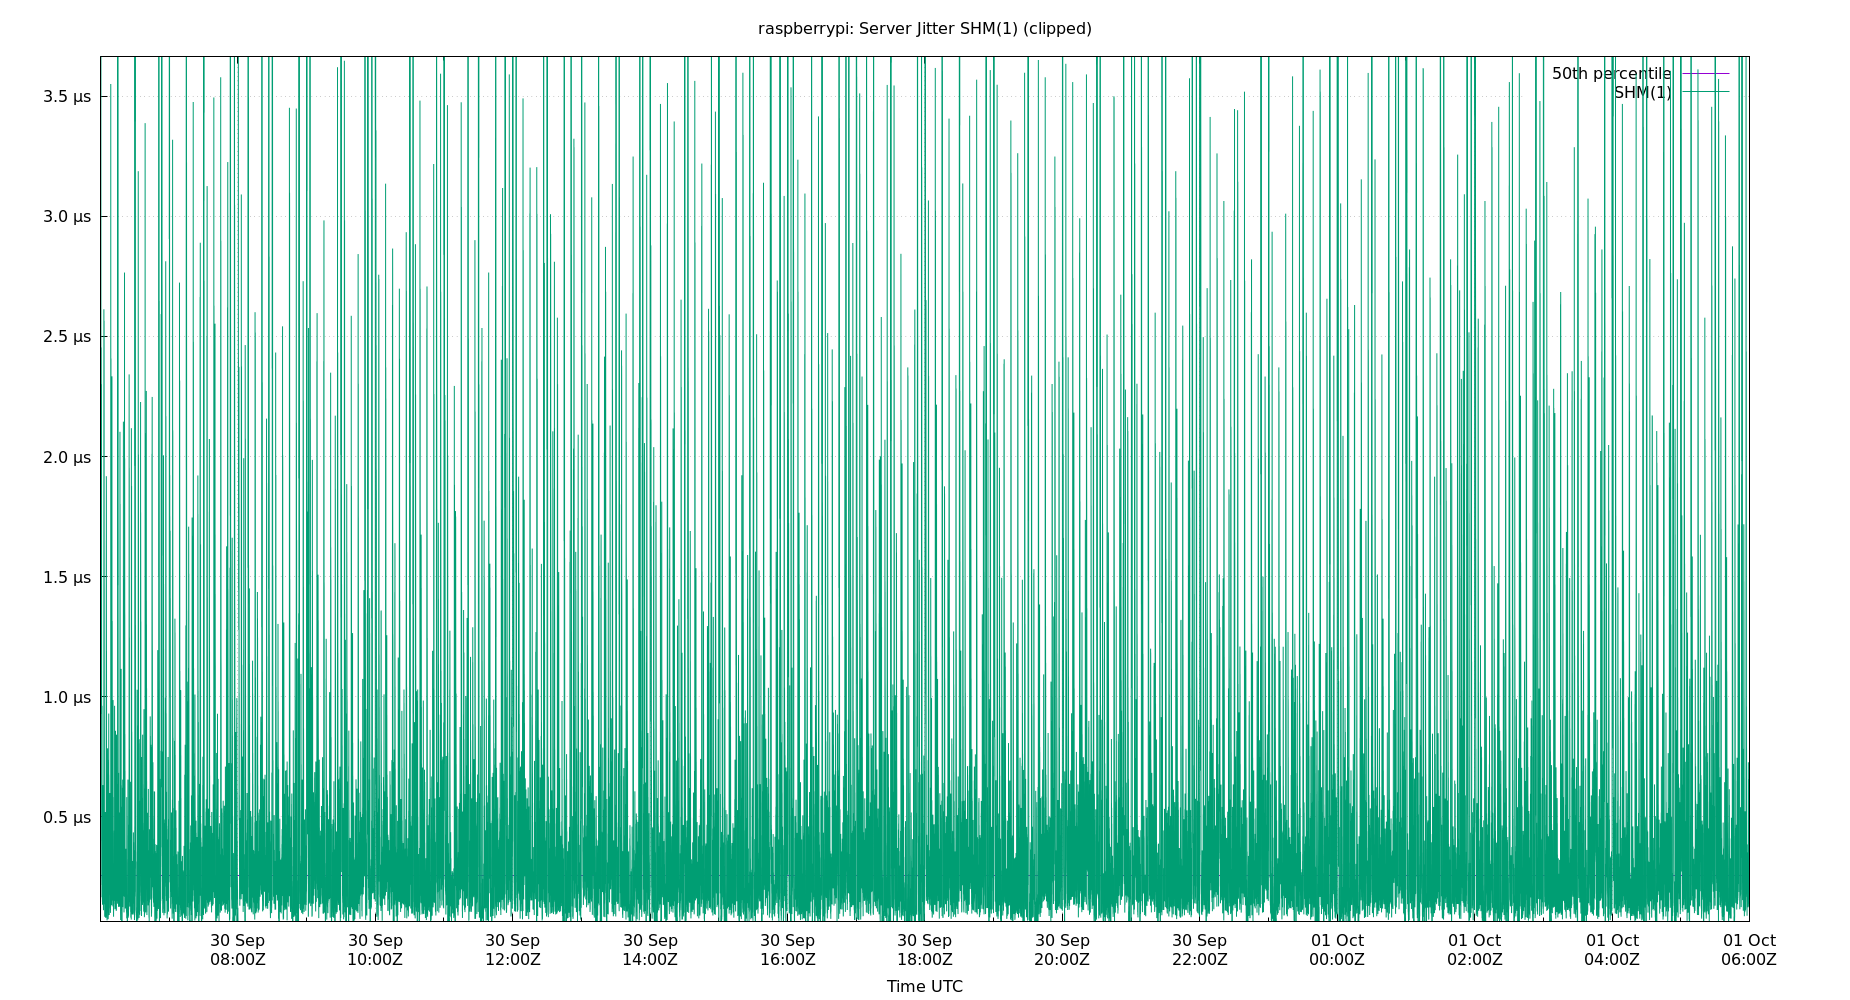 raspberrypi: Server Jitter SHM(1) (clipped)
50th percentile
SHM(1)
3.5 µs
3.0 µs
2.5 µs
2.0 µs
1.5 µs
1.0 µs
0.5 µs
30 Sep 30 Sep 30 Sep 30 Sep 30 Sep 30 Sep 30 Sep 30 Sep 01 Oct 01 Oct 01 Oct 01 Oct
08:00Z 10:00Z 12:00Z 14:00Z 16:00Z 18:00Z 20:00Z 22:00Z 00:00Z 02:00Z 04:00Z 06:00Z
Time UTC